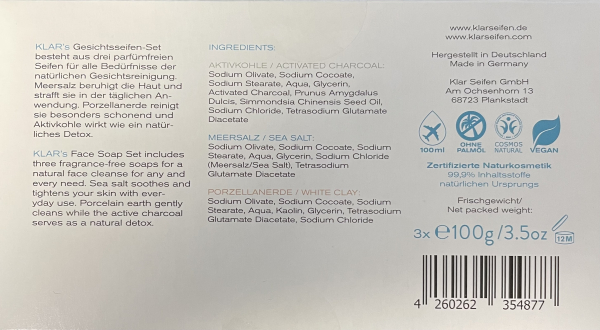 KLAR's Gesichtsseifen-Set
besteht aus drei parfümfreien
Seifen für alle Bedürfnisse der
natürlichen Gesichtsreinigung.
Meersalz beruhigt die Haut und
strafft sie in der täglichen An-
wendung. Porzellanerde reinigt
sie besonders schonend und
Aktivkohle wirkt wie ein natür-
liches Detox.
KLAR's Face Soap Set includes
three fragrance-free soaps for a
natural face cleanse for any and
every need. Sea salt soothes and
tightens your skin with ever-
yday use. Porcelain earth gently
cleans while the active charcoal
serves as a natural detox.
INGREDIENTS:
AKTIVKOHLE / ACTIVATED CHARCOAL:
Sodium Olivate, Sodium Cocoate,
Sodium Stearate, Aqua, Glycerin,
Activated Charcoal, Prunus Amygdalus
Dulcis, Simmondsia Chinensis Seed Oil,
Sodium Chloride, Tetrasodium Glutamate
Diacetate
MEERSALZ / SEA SALT:
Sodium Olivate, Sodium Cocoate, Sodium
Stearate, Aqua, Glycerin, Sodium Chloride
(Meersalz/Sea Salt), Tetrasodium
Glutamate Diacetate
PORZELLANERDE / WHITE CLAY:
Sodium Olivate, Sodium Cocoate, Sodium
Stearate, Aqua, Kaolin, Glycerin, Tetrasodium
Glutamate Diacetate, Sodium Chloride
www.klarseifen.de
www.klarseifen.com
Hergestellt in Deutschland
Made in Germany
Klar Seifen GmbH
Am Ochsenhorn 13
68723 Plankstadt
100ml
OHNE
PALMÖL
COSMOS
NATURAL
VEGAN
Zertifizierte Naturkosmetik
99,9% Inhaltsstoffe
natürlichen Ursprungs
Frischgewicht/
Net packed weight:
3x ℮100g/3.5oz
12M
4 260262 354877